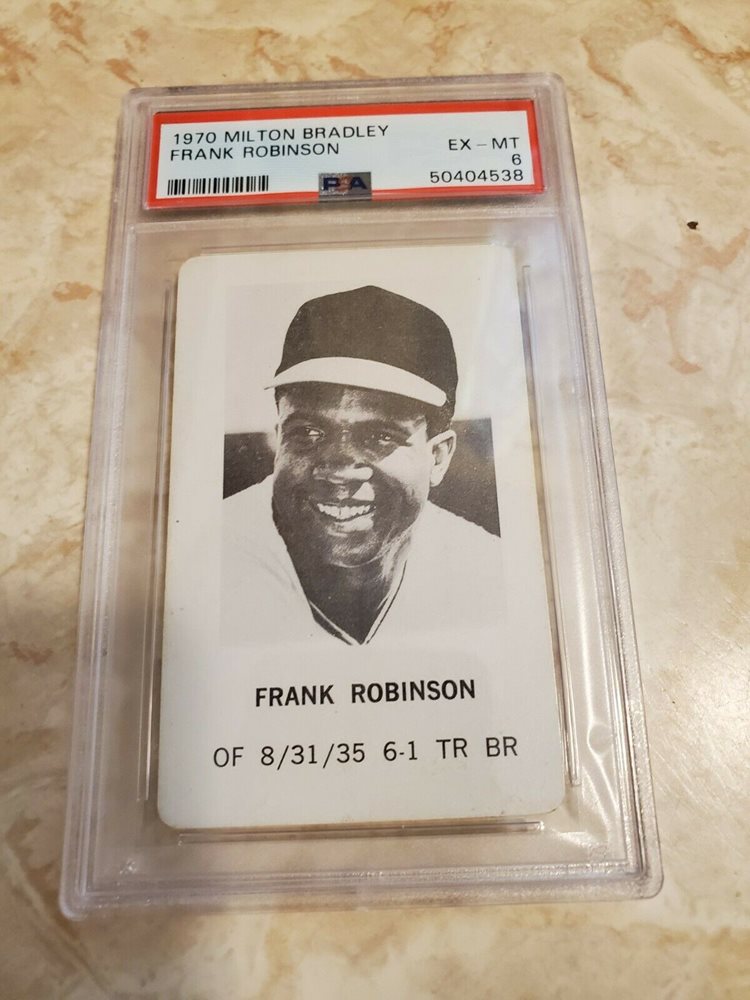 1970 MILTON BRADLEY
FRANK ROBINSON
EX – MT
6
50404538
PSA
FRANK ROBINSON
OF 8/31/35 6-1 TR BR